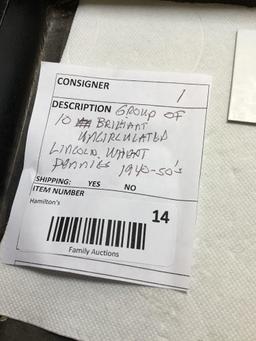 CONSIGNER 1
DESCRIPTION GROUP OF
10 BRILLIANT
UNCIRCULATED
LINCOLN WHEAT
PENNIES 1940-50's
SHIPPING: YES NO
ITEM NUMBER
Hamilton's
14
Family Auctions